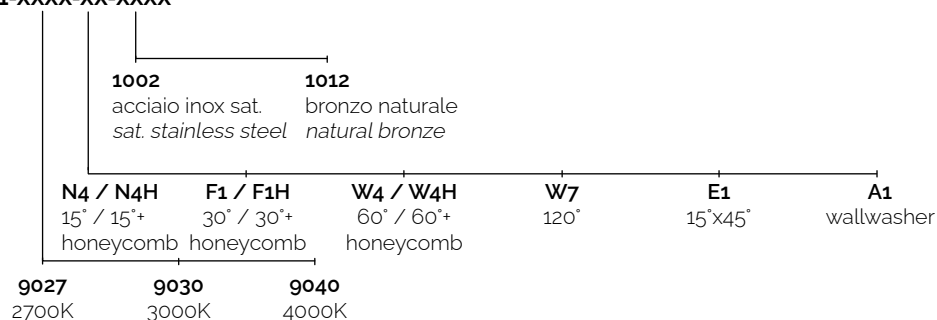 1002
acciaio inox sat.
sat. stainless steel
1012
bronzo naturale
natural bronze
N4 / N4H
15° / 15°+
honeycomb
F1 / F1H
30° / 30°+
honeycomb
W4 / W4H
60° / 60°+
honeycomb
W7
120°
E1
15°x45°
A1
wallwasher
9027
2700K
9030
3000K
9040
4000K